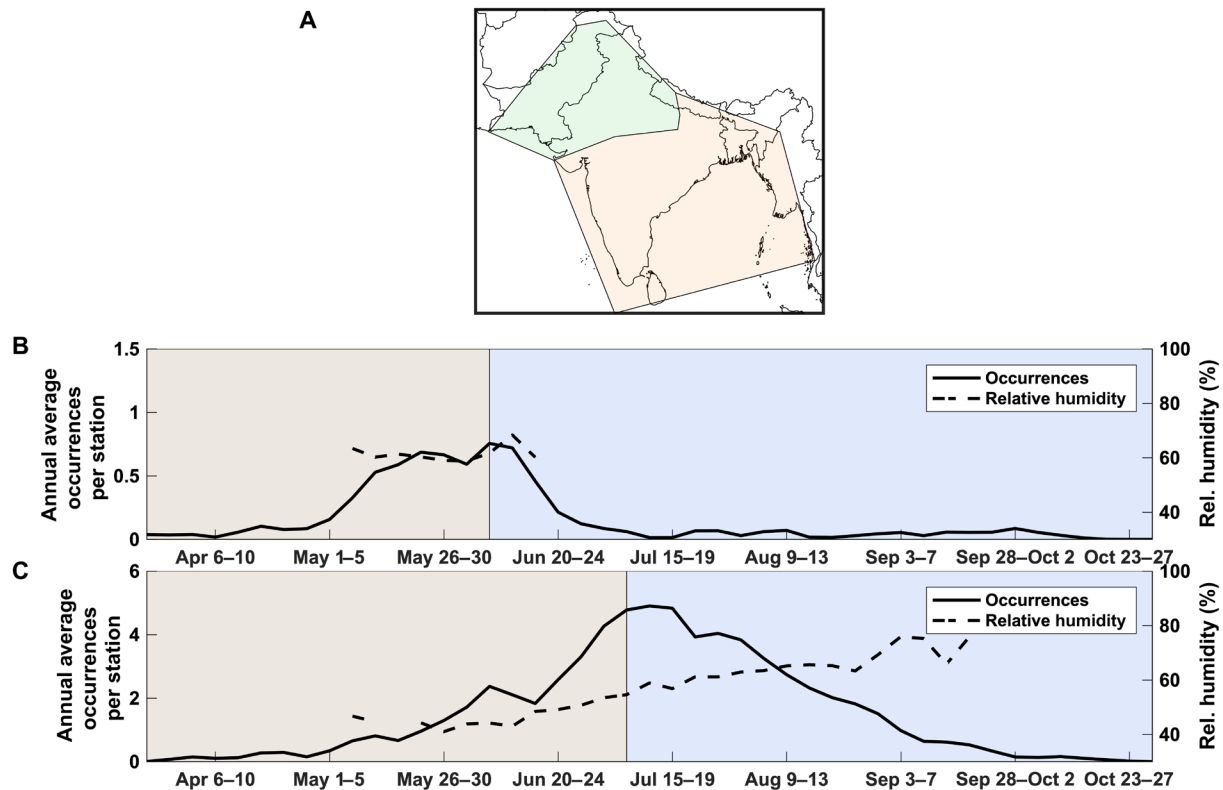 A
B
Annual average
occurrences
per station
1.5
1
0.5
0
Occurrences
Relative humidity
100
80
60
40
Rel. humidity (%)
Apr 6–10
May 1–5
May 26–30
Jun 20–24
Jul 15–19
Aug 9–13
Sep 3–7
Sep 28–Oct 2
Oct 23–27
C
Annual average
occurrences
per station
6
4
2
0
Occurrences
Relative humidity
100
80
60
40
Rel. humidity (%)
Apr 6–10
May 1–5
May 26–30
Jun 20–24
Jul 15–19
Aug 9–13
Sep 3–7
Sep 28–Oct 2
Oct 23–27